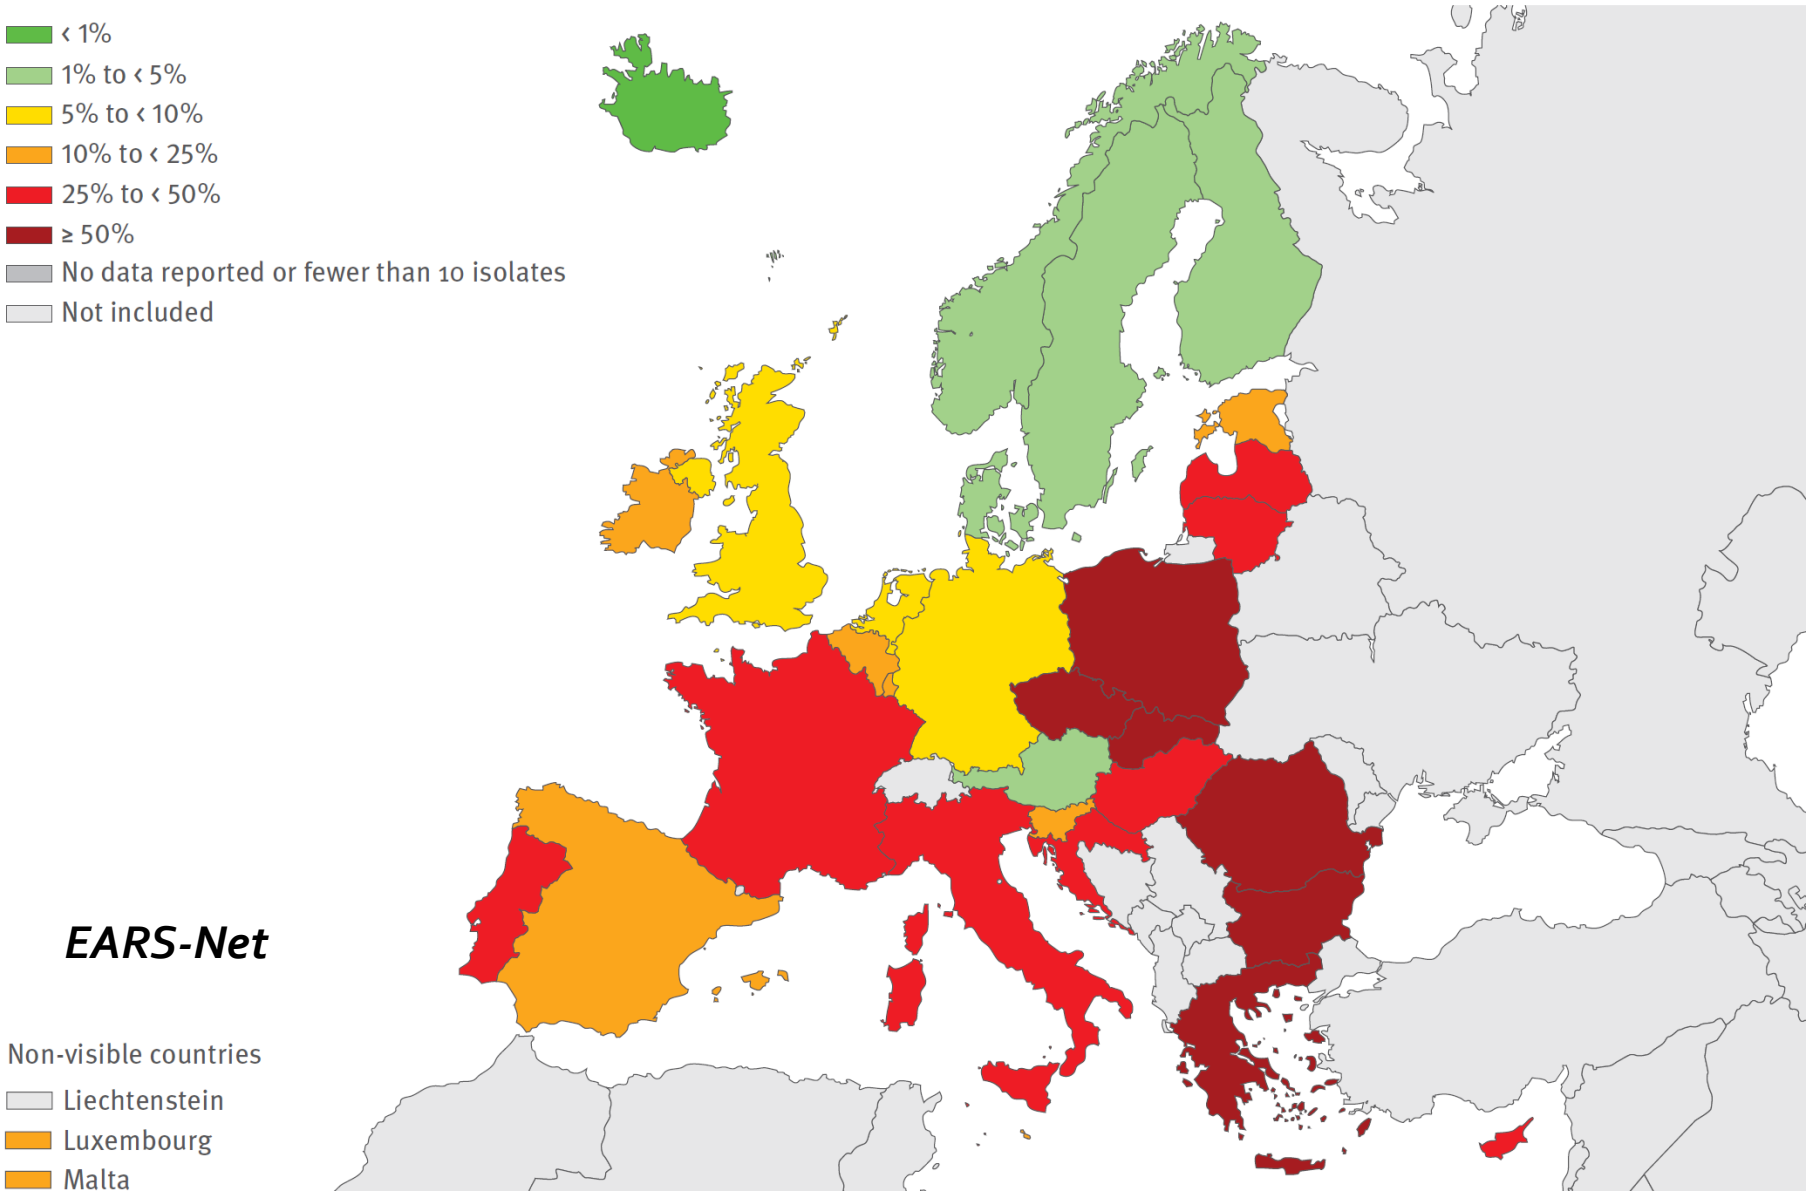 ‹ 1%
1% to ‹ 5%
5% to ‹ 10%
10% to ‹ 25%
25% to ‹ 50%
≥ 50%
No data reported or fewer than 10 isolates
Not included
EARS-Net
Non-visible countries
Liechtenstein
Luxembourg
Malta